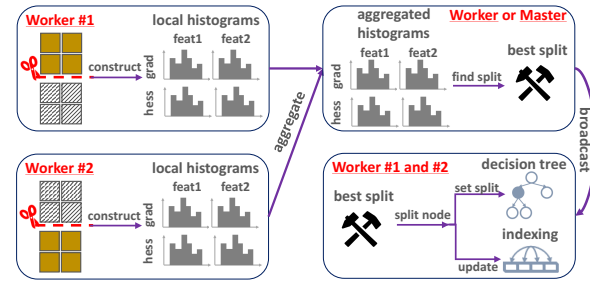 Worker #1
local histograms
feat1 feat2
construct
grad
hess
Worker #2
local histograms
feat1 feat2
construct
grad
hess
aggregate
aggregated
histograms
Worker or Master
feat1 feat2
best split
grad
find split
hess
broadcast
Worker #1 and #2
decision tree
best split
set split
split node
indexing
update